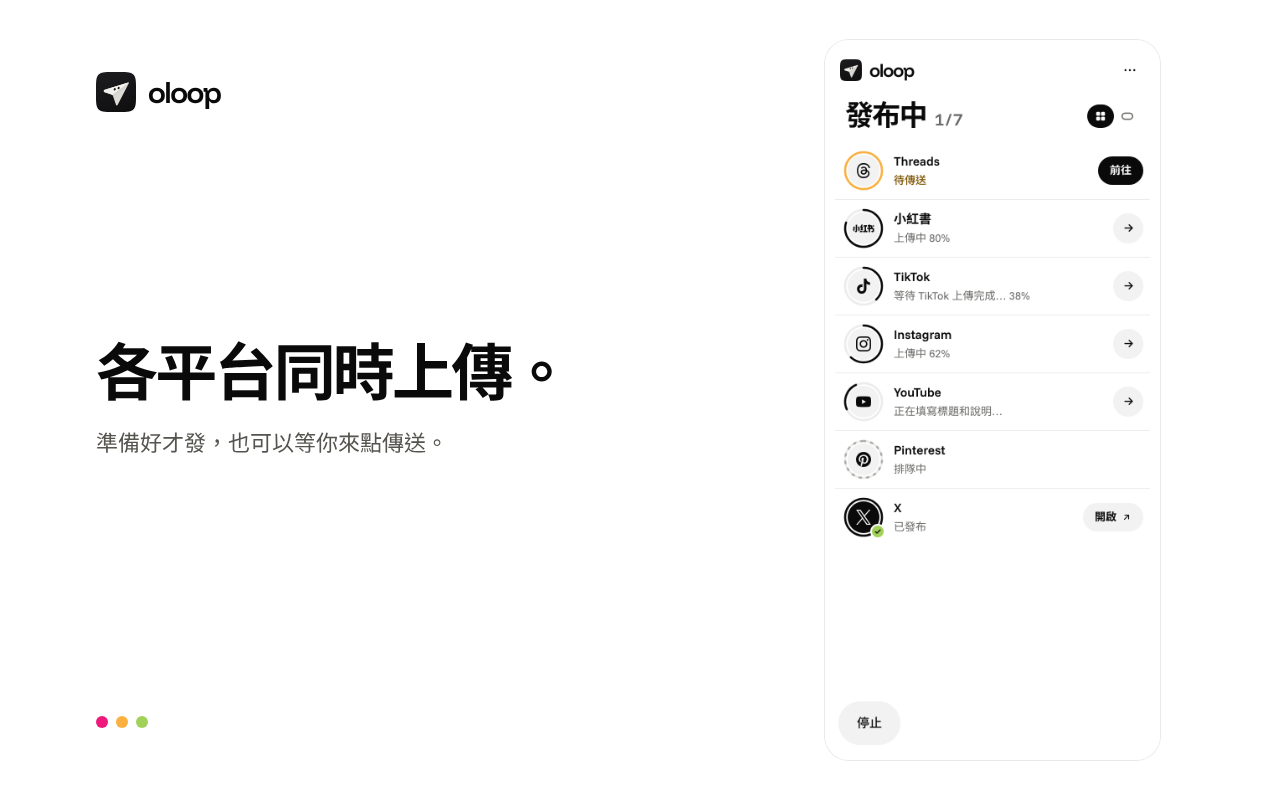 oloop
各平台同時上傳。
準備好才發，也可以等你來點傳送。
oloop
發布中 1/7
Threads
待傳送
前往
小红书
小紅書
上傳中 80%
TikTok
等待 TikTok 上傳完成… 38%
Instagram
上傳中 62%
YouTube
正在填寫標題和說明…
Pinterest
排隊中
X
已發布
開啟
停止